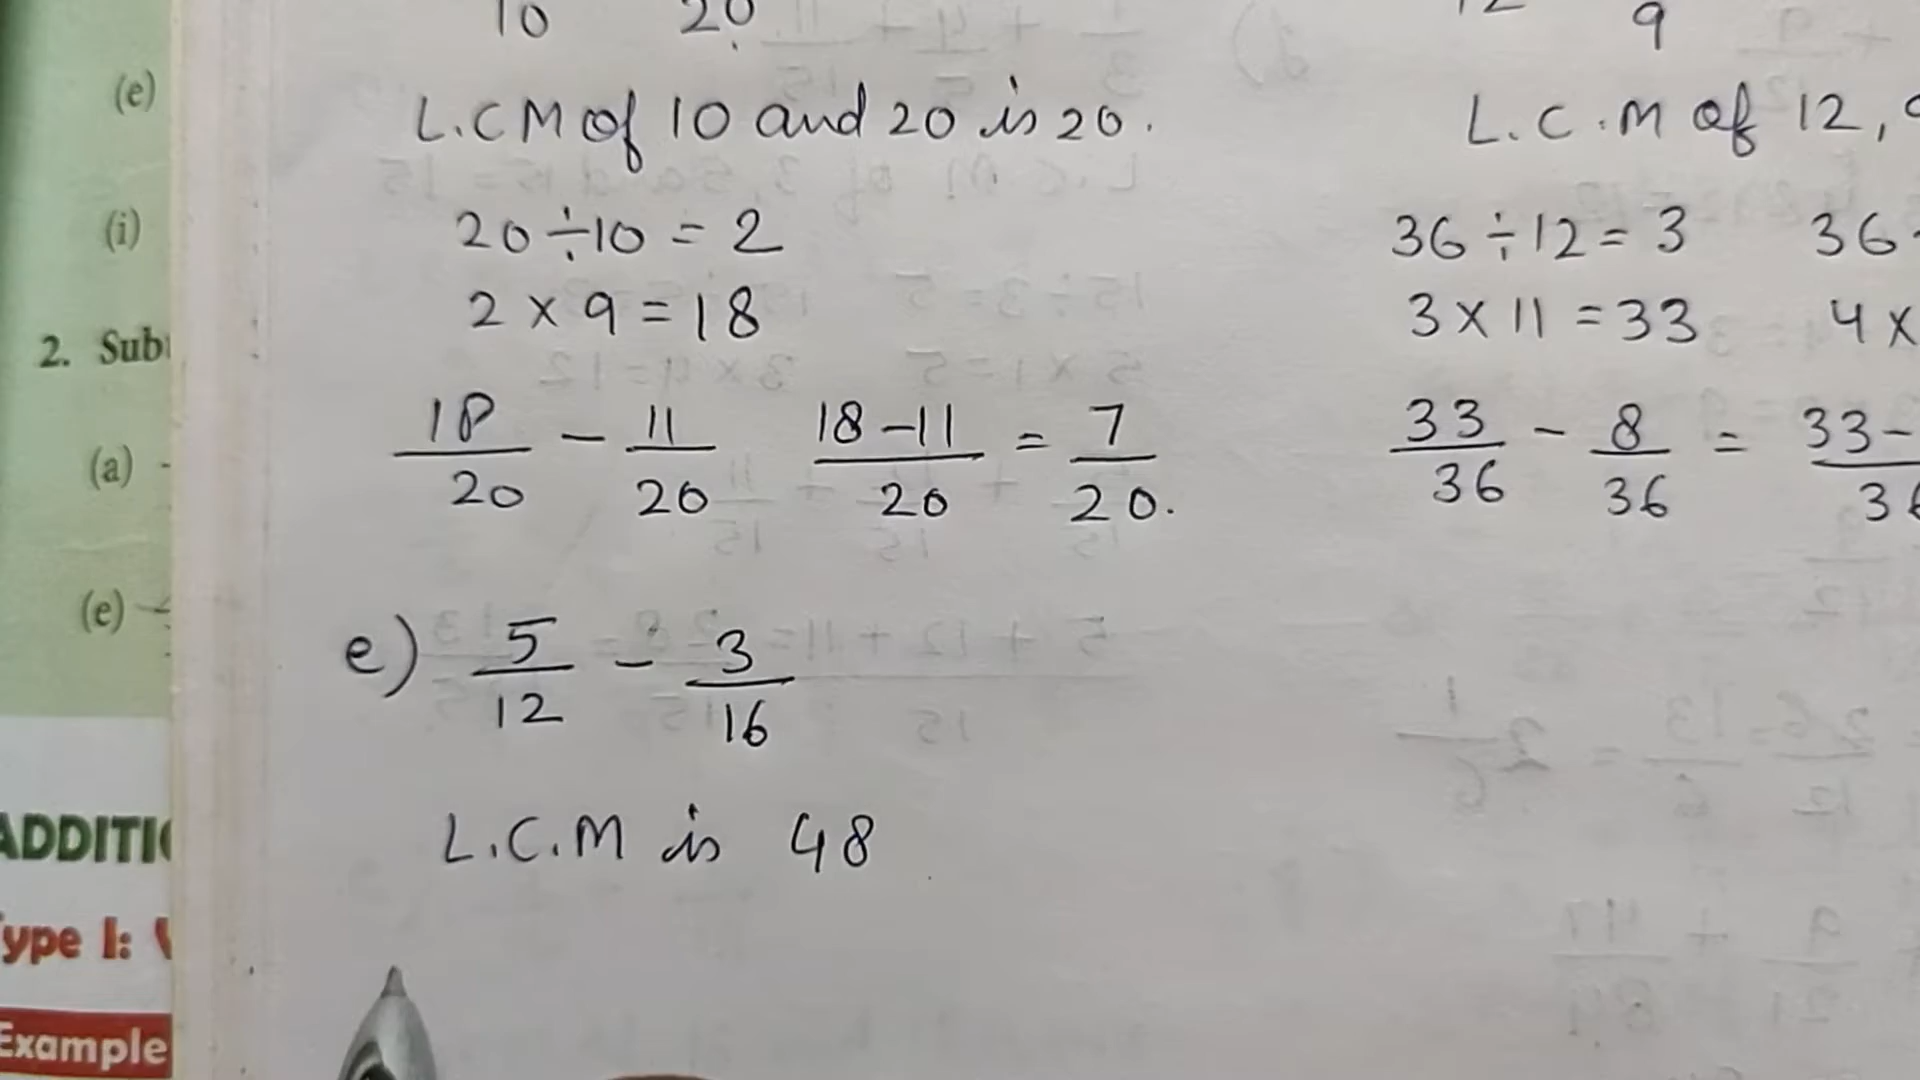 (e)
(i)
2. Sub
(a)
(e)
ADDITI
ype I:
Example
10 20
L.C.M of 10 and 20 is 20.
20 ÷ 10 = 2
2 × 9 = 18
18/20 - 11/20 18-11/20 = 7/20.
e) 5/12 - 3/16
L.C.M is 48
12 9
L.C.M of 12,
36 ÷ 12 = 3 36
3 × 11 = 33 4 ×
33/36 - 8/36 = 33-/36